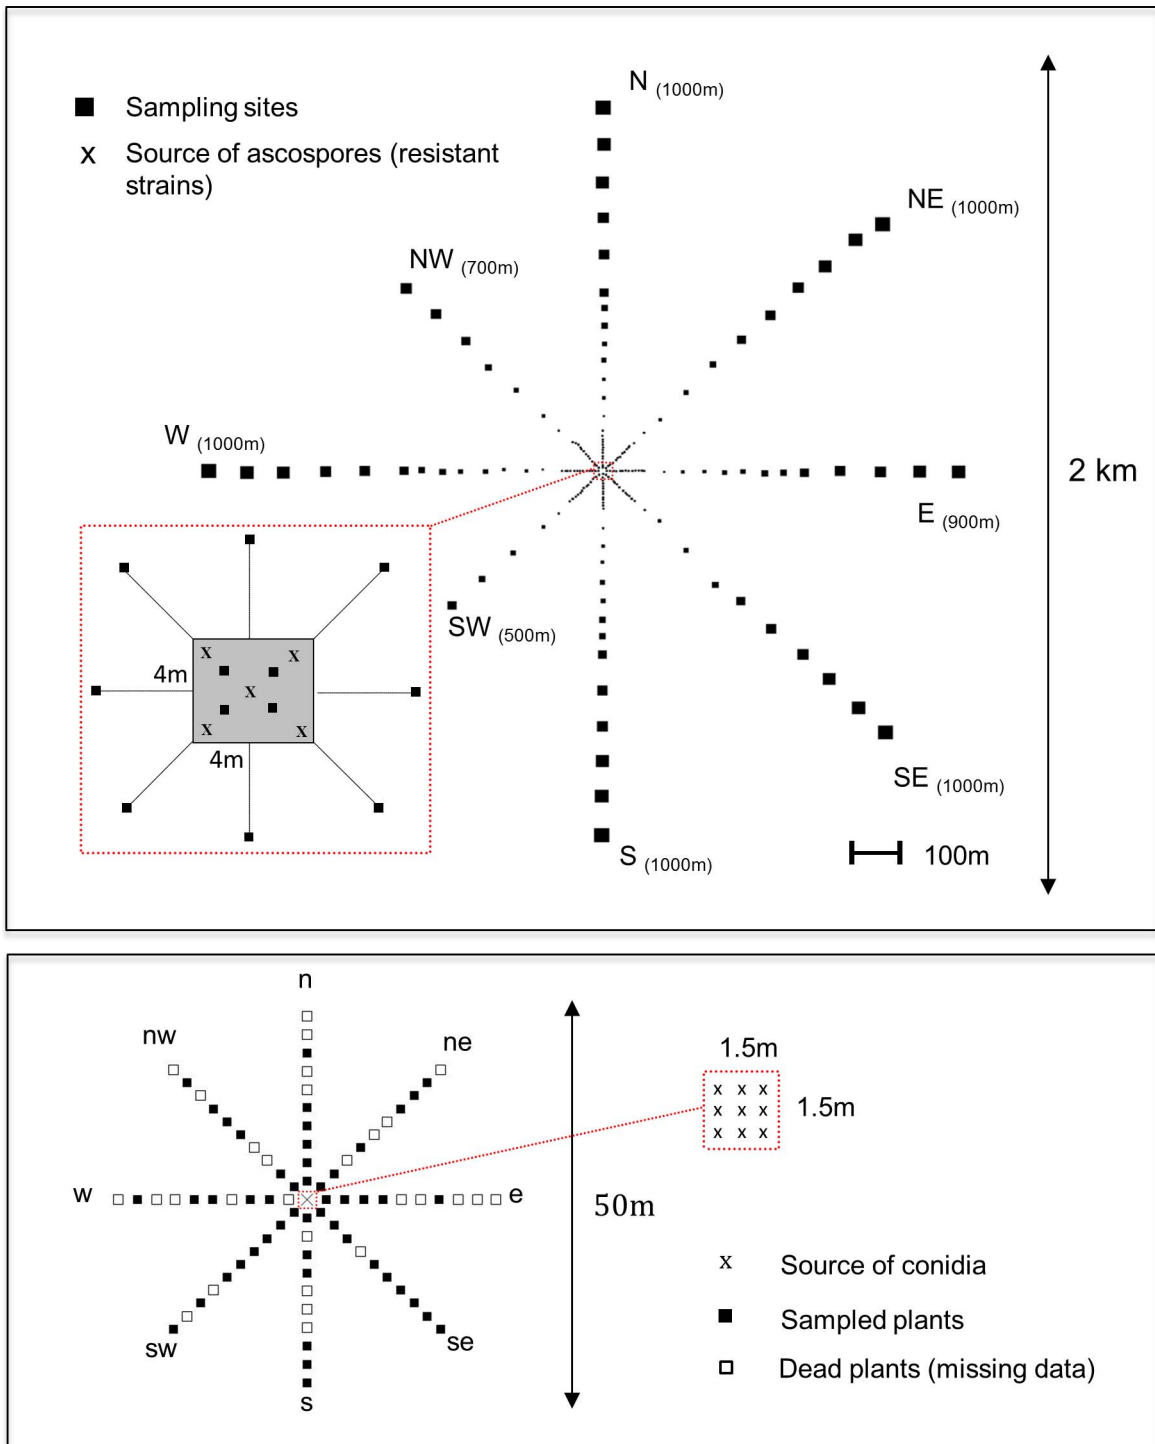 Sampling sites
x Source of ascospores (resistant
strains)
N (1000m)
NE (1000m)
NW (700m)
W (1000m)
E (900m)
2 km
SW (500m)
SE (1000m)
S (1000m)
100m
x x
4m x
x x
4m
n
nw
ne
w
e
sw
se
s
x
50m
1.5m
x x x
x x x
x x x
1.5m
x Source of conidia
Sampled plants
Dead plants (missing data)